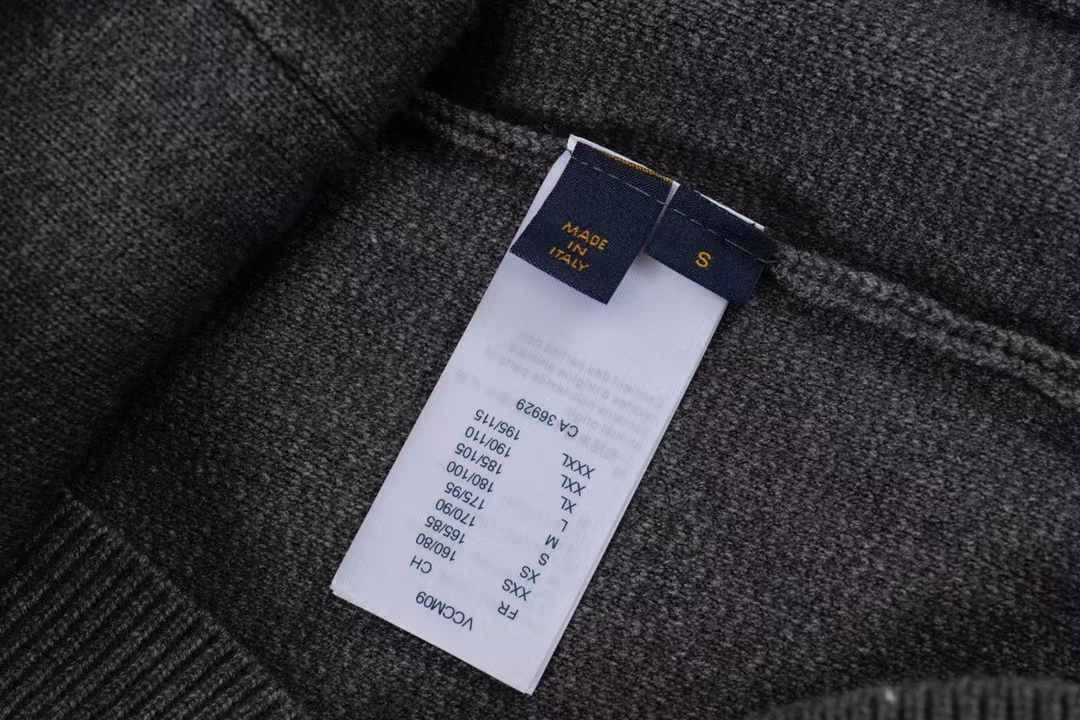 MADE
IN
ITALY
S
VCCM09
FR CH
XXS 160/80
XS 165/85
S 170/90
M 175/95
L 180/100
XL 185/105
XXL 190/110
XXXL 195/115
CA 36929